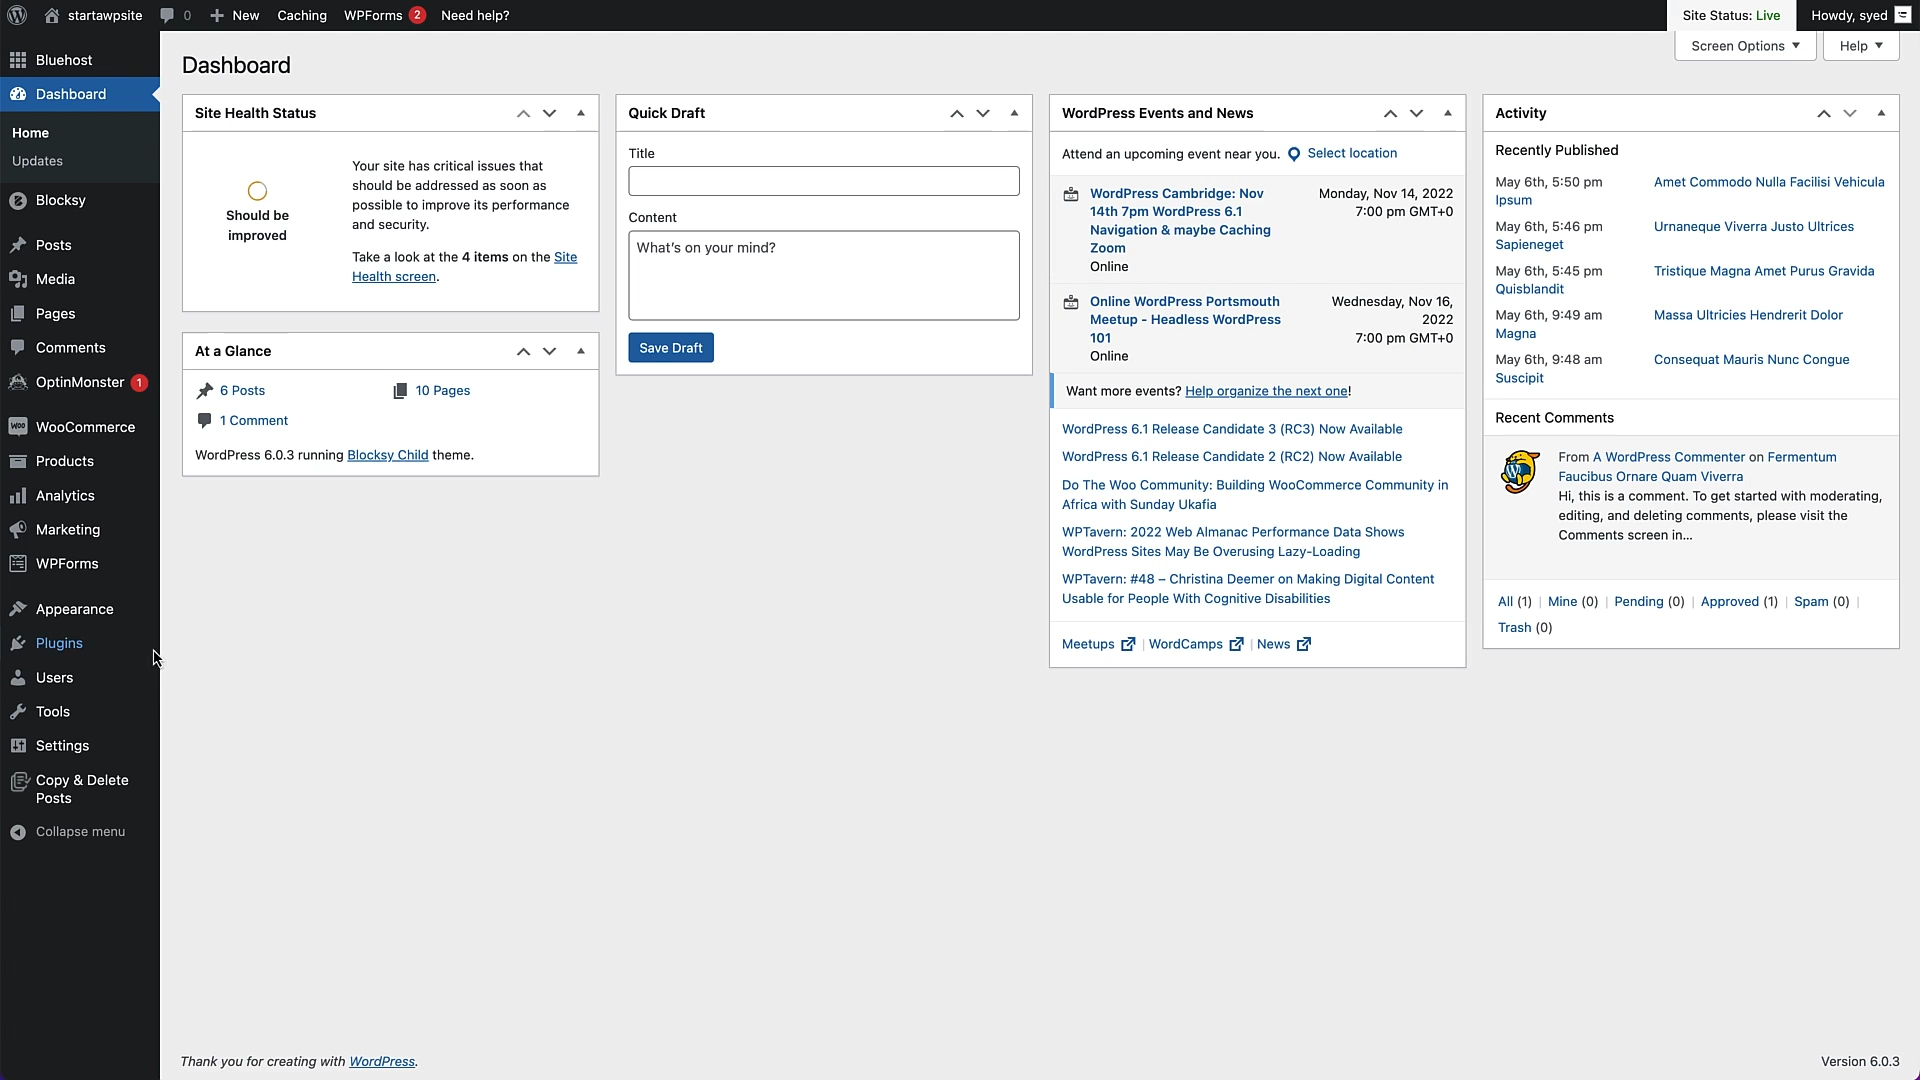 startawpsite
0
New
Caching
WPForms 2
Need help?
Site Status: Live
Howdy, syed
Bluehost
Dashboard
Home
Updates
Blocksy
Posts
Media
Pages
Comments
OptinMonster 1
WooCommerce
Products
Analytics
Marketing
WPForms
Appearance
Plugins
Users
Tools
Settings
Copy & Delete
Posts
Collapse menu
Screen Options
Help
Dashboard
Site Health Status
Should be
improved
Your site has critical issues that
should be addressed as soon as
possible to improve its performance
and security.
Take a look at the 4 items on the Site
Health screen.
At a Glance
6 Posts
10 Pages
1 Comment
WordPress 6.0.3 running Blocksy Child theme.
Quick Draft
Title
Content
What's on your mind?
Save Draft
WordPress Events and News
Attend an upcoming event near you. Select location
WordPress Cambridge: Nov
14th 7pm WordPress 6.1
Navigation & maybe Caching
Zoom
Online
Monday, Nov 14, 2022
7:00 pm GMT+0
Online WordPress Portsmouth
Meetup - Headless WordPress
101
Online
Wednesday, Nov 16,
2022
7:00 pm GMT+0
Want more events? Help organize the next one!
WordPress 6.1 Release Candidate 3 (RC3) Now Available
WordPress 6.1 Release Candidate 2 (RC2) Now Available
Do The Woo Community: Building WooCommerce Community in
Africa with Sunday Ukafia
WPTavern: 2022 Web Almanac Performance Data Shows
WordPress Sites May Be Overusing Lazy-Loading
WPTavern: #48 – Christina Deemer on Making Digital Content
Usable for People With Cognitive Disabilities
Meetups | WordCamps | News
Activity
Recently Published
May 6th, 5:50 pm Amet Commodo Nulla Facilisi Vehicula
Ipsum
May 6th, 5:46 pm Urnaneque Viverra Justo Ultrices
Sapieneget
May 6th, 5:45 pm Tristique Magna Amet Purus Gravida
Quisblandit
May 6th, 9:49 am Massa Ultricies Hendrerit Dolor
Magna
May 6th, 9:48 am Consequat Mauris Nunc Congue
Suscipit
Recent Comments
From A WordPress Commenter on Fermentum
Faucibus Ornare Quam Viverra
Hi, this is a comment. To get started with moderating,
editing, and deleting comments, please visit the
Comments screen in…
All (1) | Mine (0) | Pending (0) | Approved (1) | Spam (0) |
Trash (0)
Thank you for creating with WordPress.
Version 6.0.3